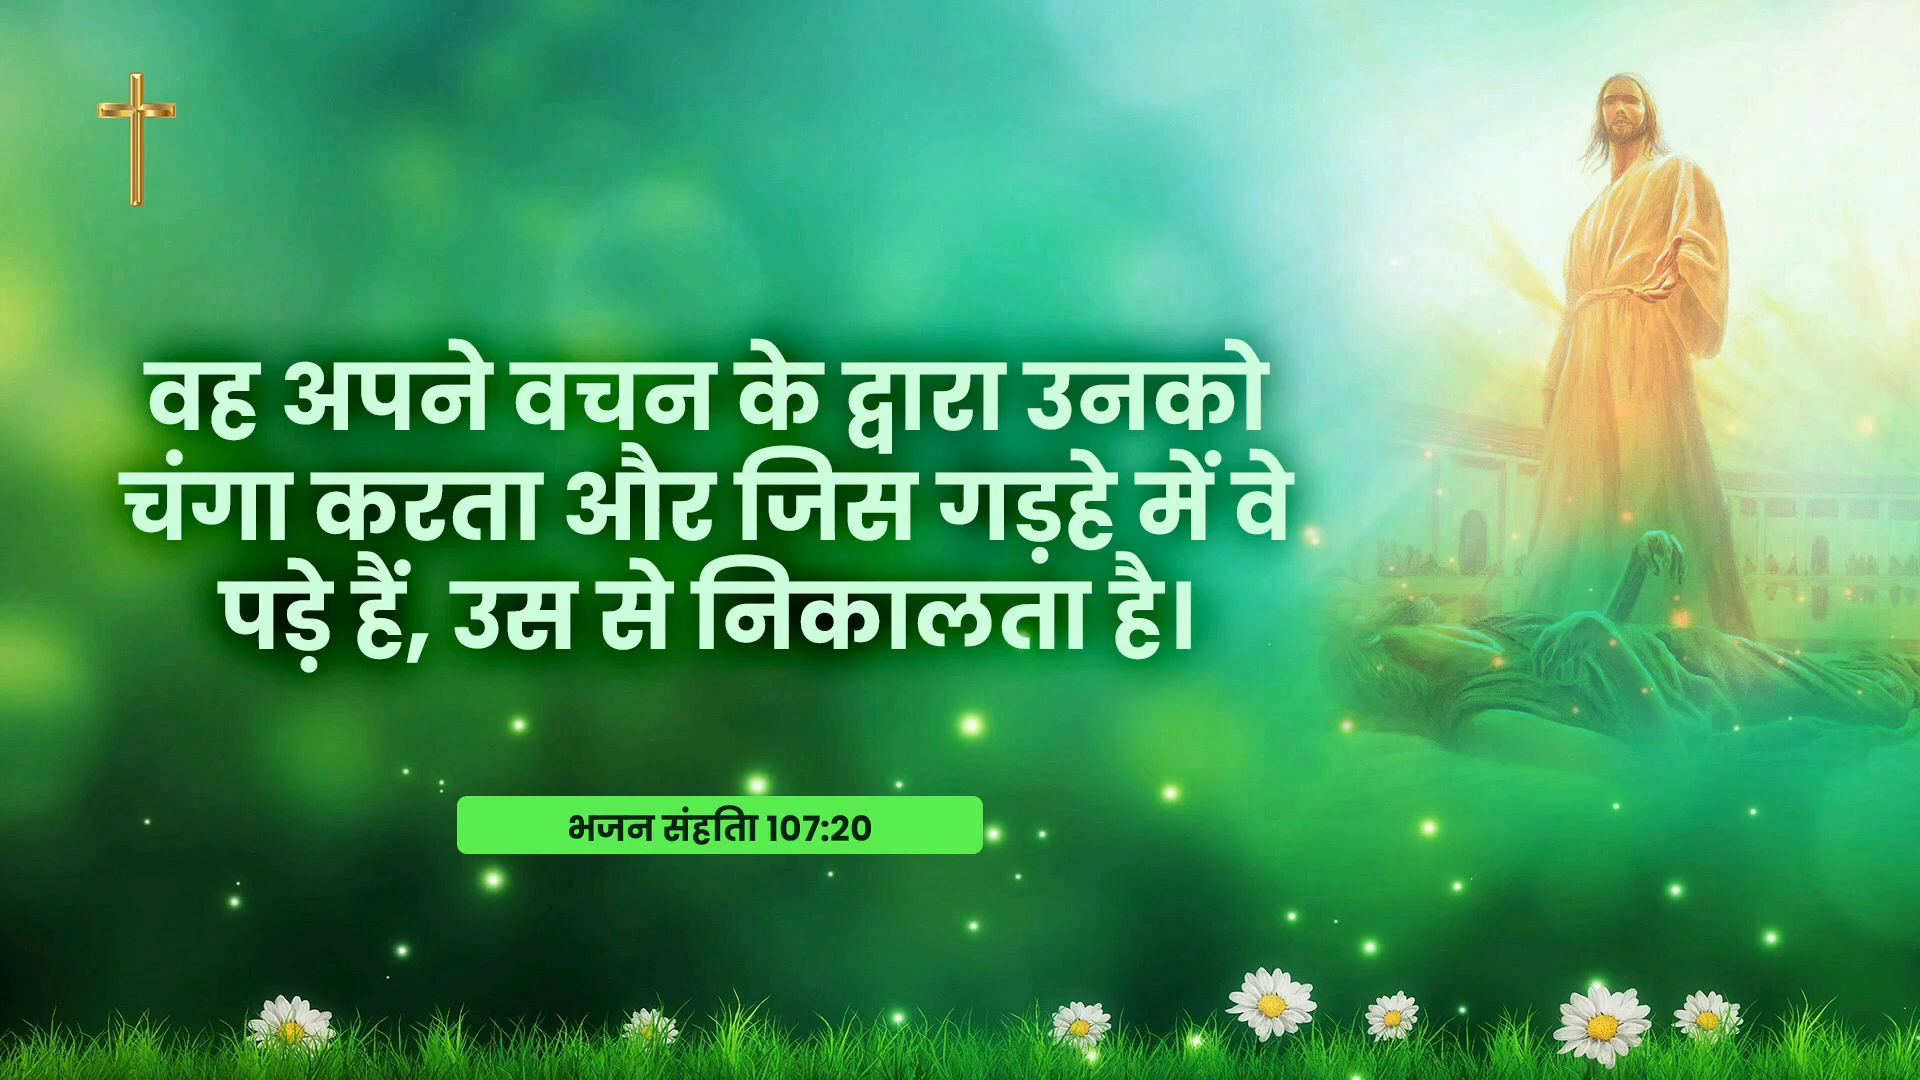 वह अपने वचन के द्वारा उनको
चंगा करता और जिस गड़हे में वे
पड़े हैं, उस से निकालता है।
भजन संहिता 107:20